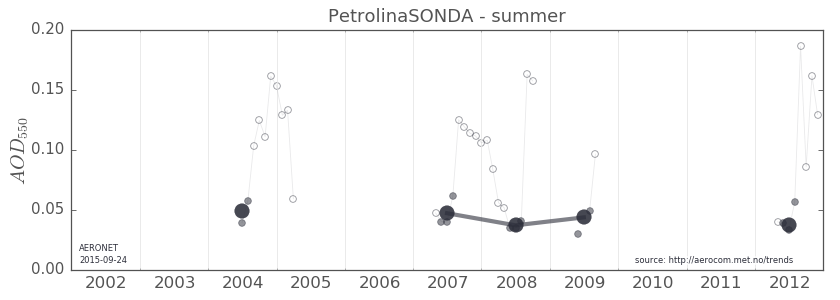 PetrolinaSONDA - summer
0.20
0.15
0.10
0.05
0.00
AOD550
AERONET
2015-09-24
source: http://aerocom.met.no/trends
2002 2003 2004 2005 2006 2007 2008 2009 2010 2011 2012